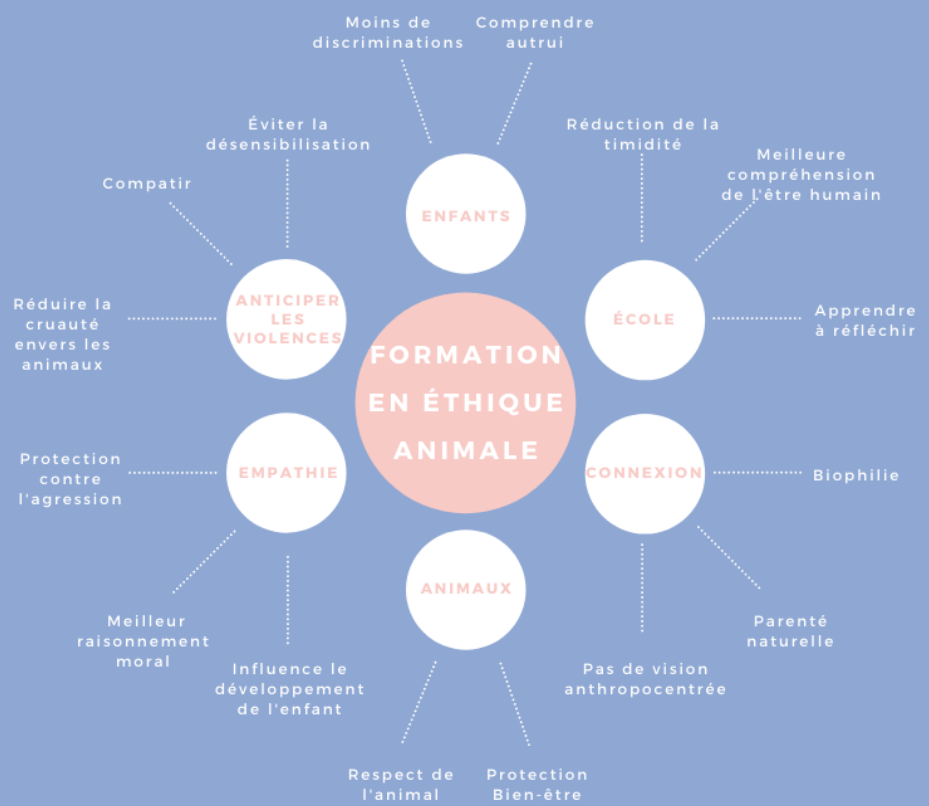 Moins de
discriminations
Comprendre
autrui
Éviter la
désensibilisation
Réduction de la
timidité
Meilleure
compréhension
de l'être humain
Compatir
ENFANTS
Réduire la
cruauté
envers les
animaux
ANTICIPER
LES
VIOLENCES
ÉCOLE
Apprendre
à réfléchir
FORMATION
EN ÉTHIQUE
ANIMALE
Protection
contre
l'agression
EMPATHIE
CONNEXION
Biophilie
ANIMAUX
Meilleur
raisonnement
moral
Influence le
développement
de l'enfant
Pas de vision
anthropocentrée
Parenté
naturelle
Respect de
l'animal
Protection
Bien-être